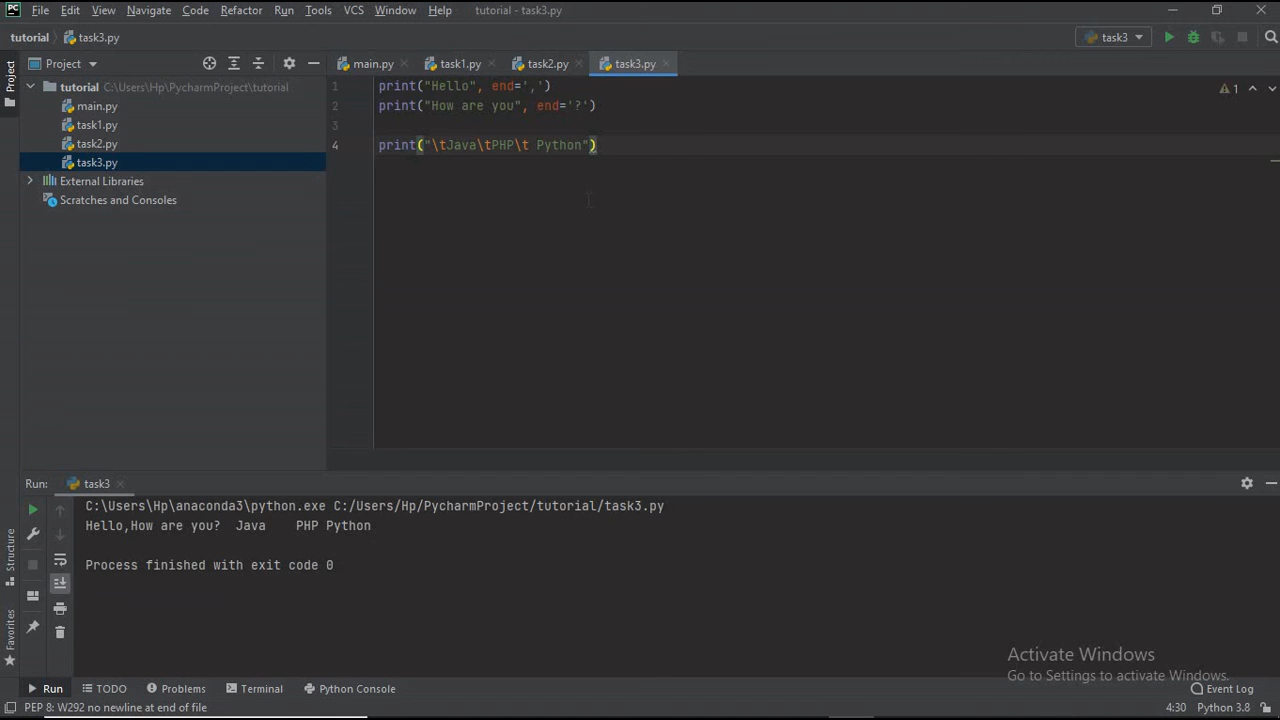 PC File Edit View Navigate Code Refactor Run Tools VCS Window Help tutorial - task3.py
tutorial task3.py task3
Project
Project main.py task1.py task2.py task3.py
tutorial C:\Users\Hp\PycharmProject\tutorial
main.py
task1.py
task2.py
task3.py
External Libraries
Scratches and Consoles
1 print("Hello", end=',')
2 print("How are you", end='?')
3
4 print("\tJava\tPHP\t Python")
1
Run: task3
C:\Users\Hp\anaconda3\python.exe C:/Users/Hp/PycharmProject/tutorial/task3.py
Hello,How are you?  Java    PHP Python
Process finished with exit code 0
Structure
Favorites
Activate Windows
Go to Settings to activate Windows.
Run TODO Problems Terminal Python Console Event Log
PEP 8: W292 no newline at end of file 4:30 Python 3.8